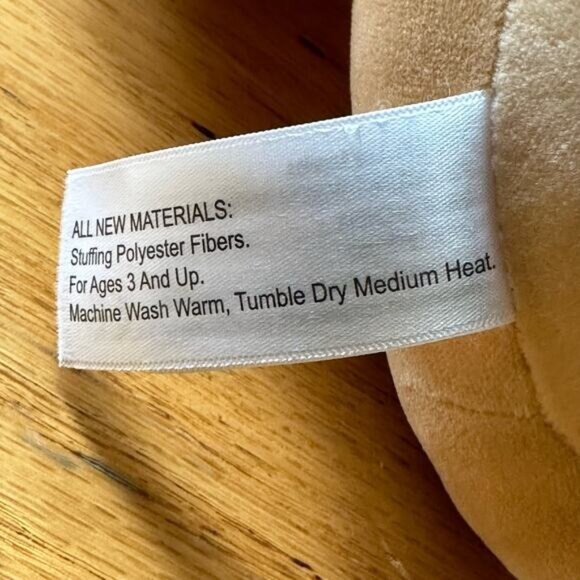 ALL NEW MATERIALS:
Stuffing Polyester Fibers.
For Ages 3 And Up.
Machine Wash Warm, Tumble Dry Medium Heat.